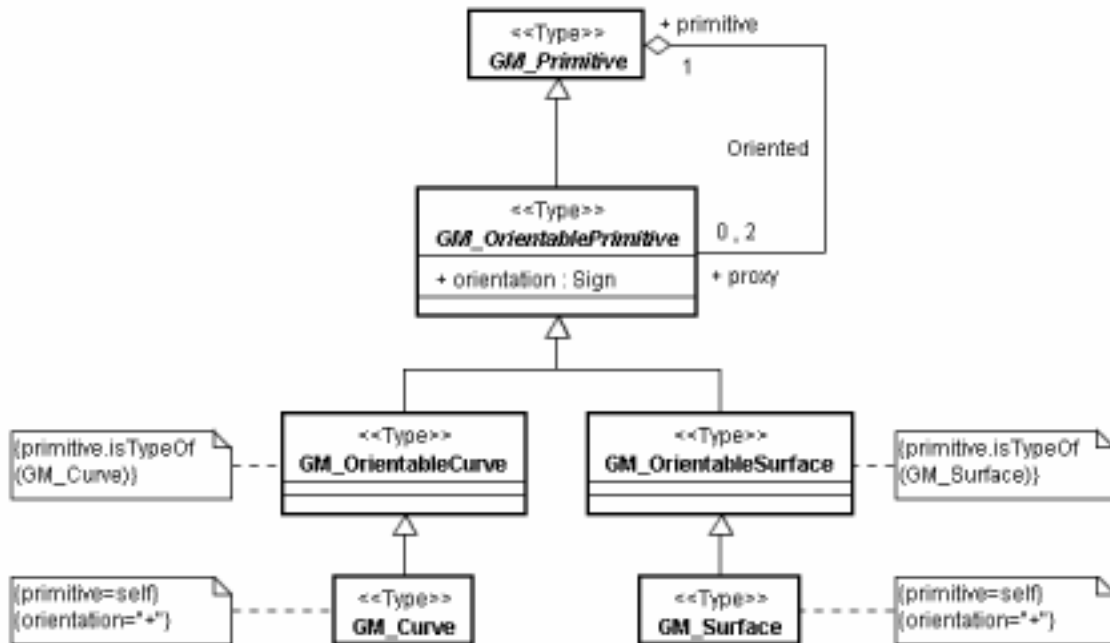 <<Type>>
GM_Primitive
+ primitive
1
Oriented
<<Type>>
GM_OrientablePrimitive
+ orientation : Sign
0 , 2
+ proxy
{primitive.isTypeOf
(GM_Curve)}
<<Type>>
GM_OrientableCurve
<<Type>>
GM_OrientableSurface
{primitive.isTypeOf
(GM_Surface)}
{primitive=self}
{orientation="+"}
<<Type>>
GM_Curve
<<Type>>
GM_Surface
{primitive=self}
{orientation="+"}